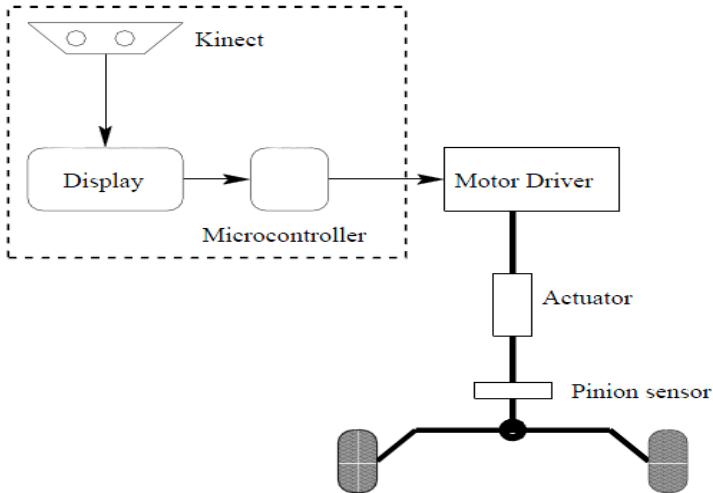 Kinect
Display
Motor Driver
Microcontroller
Actuator
Pinion sensor